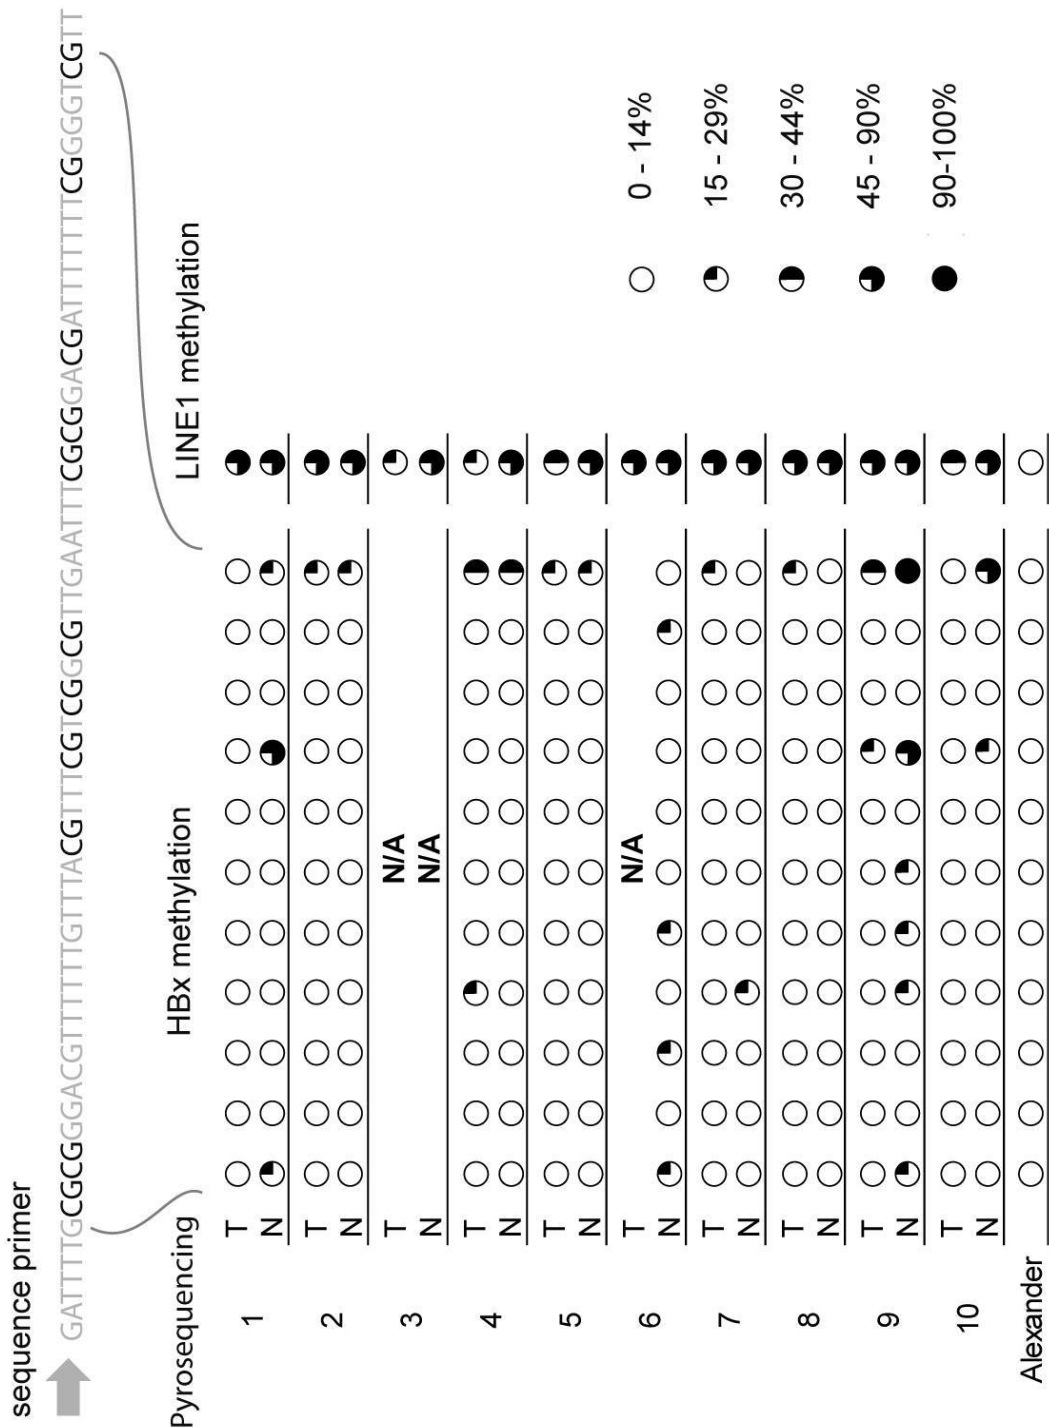 sequence primer
GATTTTGCGCGGGACGTTTTTTGTTTACGTTTCGTCGGCGTTGAATTTCGCGGACGATTTTTTTCGGGGTCGTT
Pyrosequencing HBx methylation LINE1 methylation
1 T
N
2 T
N
3 T N/A
N N/A
4 T
N
5 T
N
6 T N/A
N
7 T
N
8 T
N
9 T
N
10 T
N
Alexander
0 - 14%
15 - 29%
30 - 44%
45 - 90%
90-100%